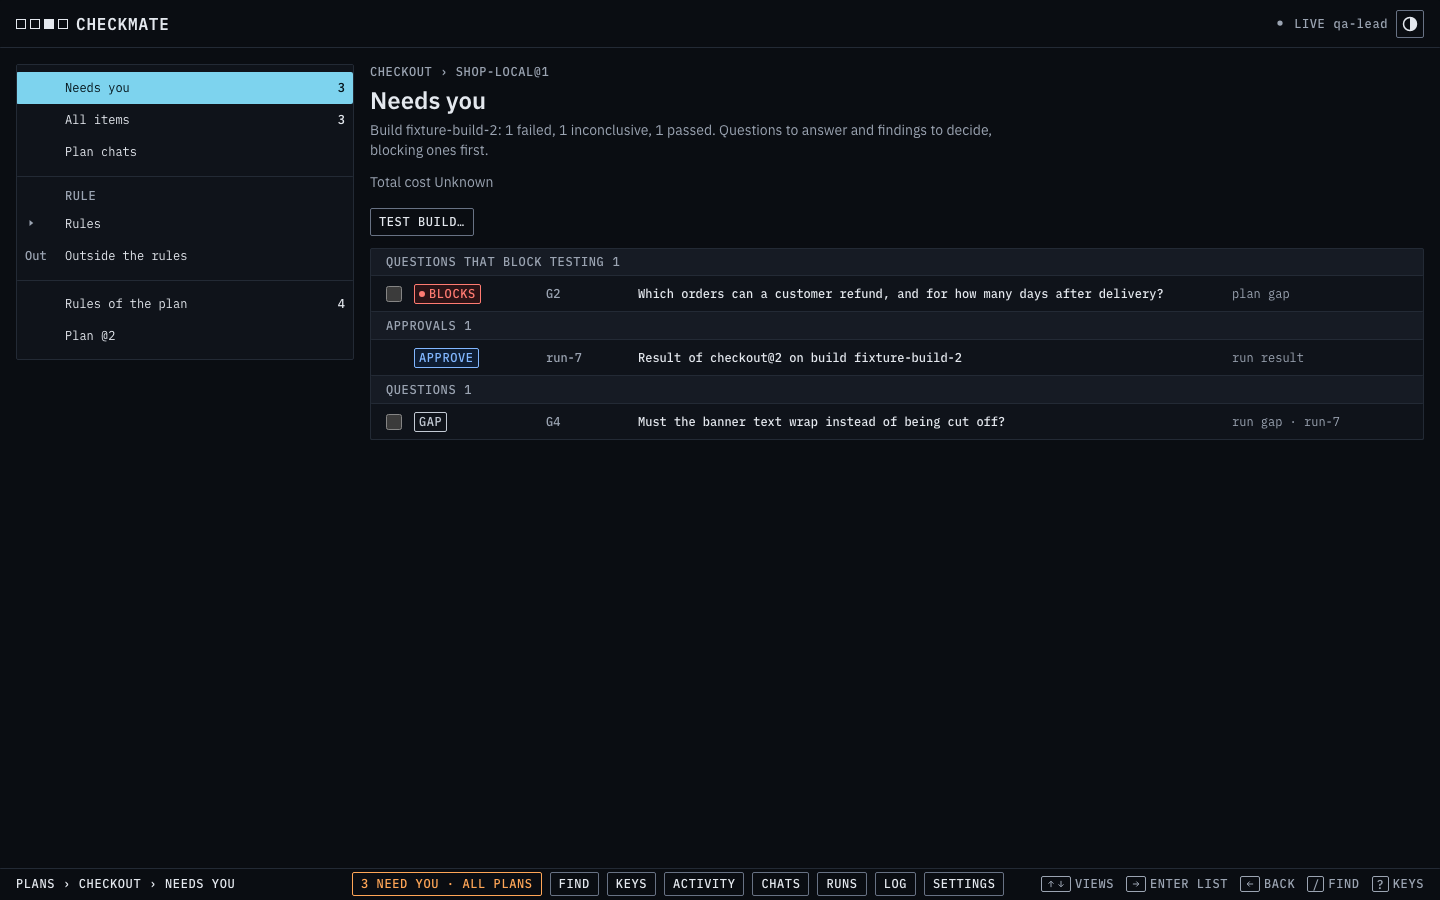 CHECKMATE
LIVE qa-lead
Needs you 3
All items 3
Plan chats
RULE
Rules
Out Outside the rules
Rules of the plan 4
Plan @2
CHECKOUT › SHOP-LOCAL@1
Needs you
Build fixture-build-2: 1 failed, 1 inconclusive, 1 passed. Questions to answer and findings to decide,
blocking ones first.
Total cost Unknown
TEST BUILD…
QUESTIONS THAT BLOCK TESTING 1
BLOCKS G2 Which orders can a customer refund, and for how many days after delivery? plan gap
APPROVALS 1
APPROVE run-7 Result of checkout@2 on build fixture-build-2 run result
QUESTIONS 1
GAP G4 Must the banner text wrap instead of being cut off? run gap · run-7
PLANS › CHECKOUT › NEEDS YOU 3 NEED YOU · ALL PLANS FIND KEYS ACTIVITY CHATS RUNS LOG SETTINGS ↑↓ VIEWS → ENTER LIST ← BACK / FIND ? KEYS